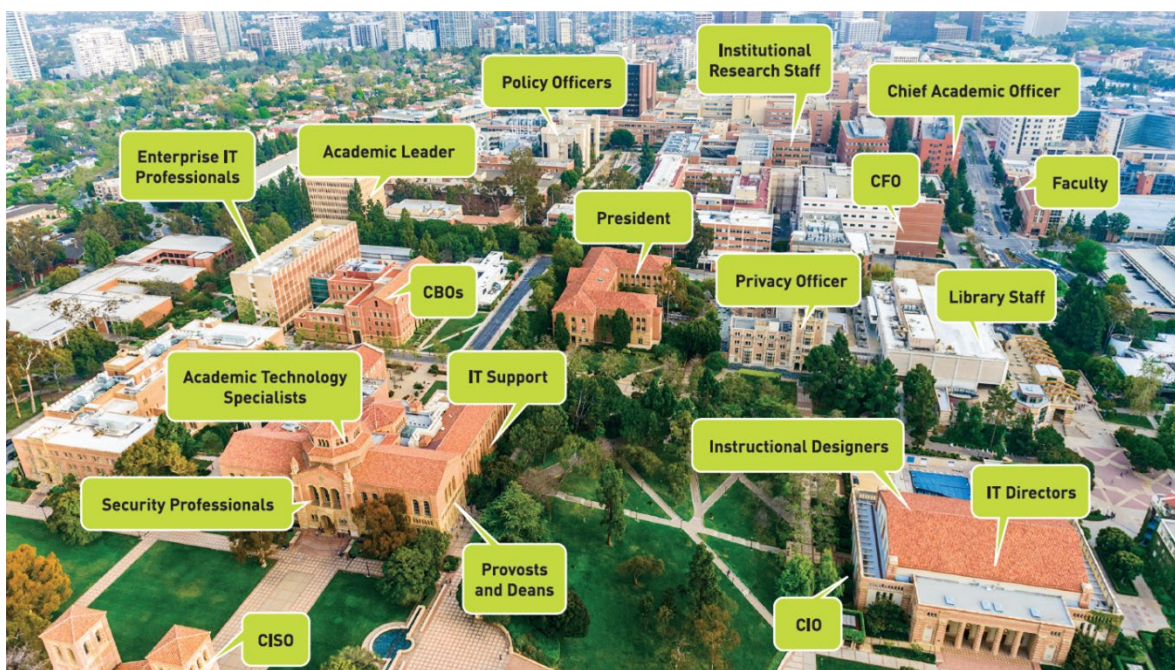 Institutional
Research Staff
Policy Officers
Chief Academic Officer
Enterprise IT
Professionals
Academic Leader
CFO
Faculty
President
CBOs
Privacy Officer
Library Staff
Academic Technology
Specialists
IT Support
Instructional Designers
Security Professionals
IT Directors
Provosts
and Deans
CISO
CIO